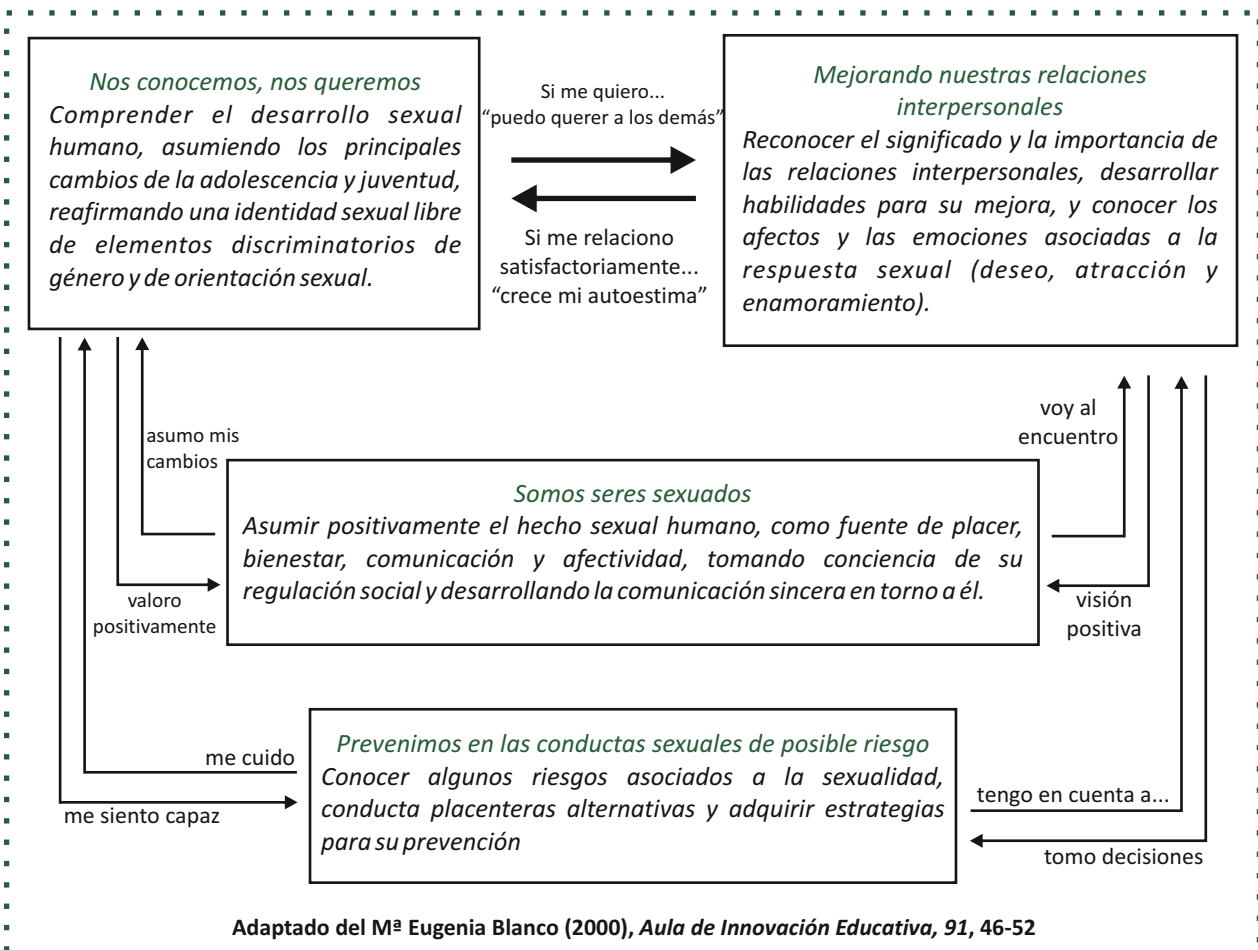 Nos conocemos, nos queremos
Comprender el desarrollo sexual
humano, asumiendo los principales
cambios de la adolescencia y juventud,
reafirmando una identidad sexual libre
de elementos discriminatorios de
género y de orientación sexual.
Si me quiero...
“puedo querer a los demás”
Si me relaciono
satisfactoriamente...
“crece mi autoestima”
Mejorando nuestras relaciones
interpersonales
Reconocer el significado y la importancia de
las relaciones interpersonales, desarrollar
habilidades para su mejora, y conocer los
afectos y las emociones asociadas a la
respuesta sexual (deseo, atracción y
enamoramiento).
asumo mis
cambios
voy al
encuentro
Somos seres sexuados
Asumir positivamente el hecho sexual humano, como fuente de placer,
bienestar, comunicación y afectividad, tomando conciencia de su
regulación social y desarrollando la comunicación sincera en torno a él.
valoro
positivamente
visión
positiva
Prevenimos en las conductas sexuales de posible riesgo
Conocer algunos riesgos asociados a la sexualidad,
conducta placenteras alternativas y adquirir estrategias
para su prevención
me cuido
me siento capaz
tengo en cuenta a...
tomo decisiones
Adaptado del Mª Eugenia Blanco (2000), Aula de Innovación Educativa, 91, 46-52